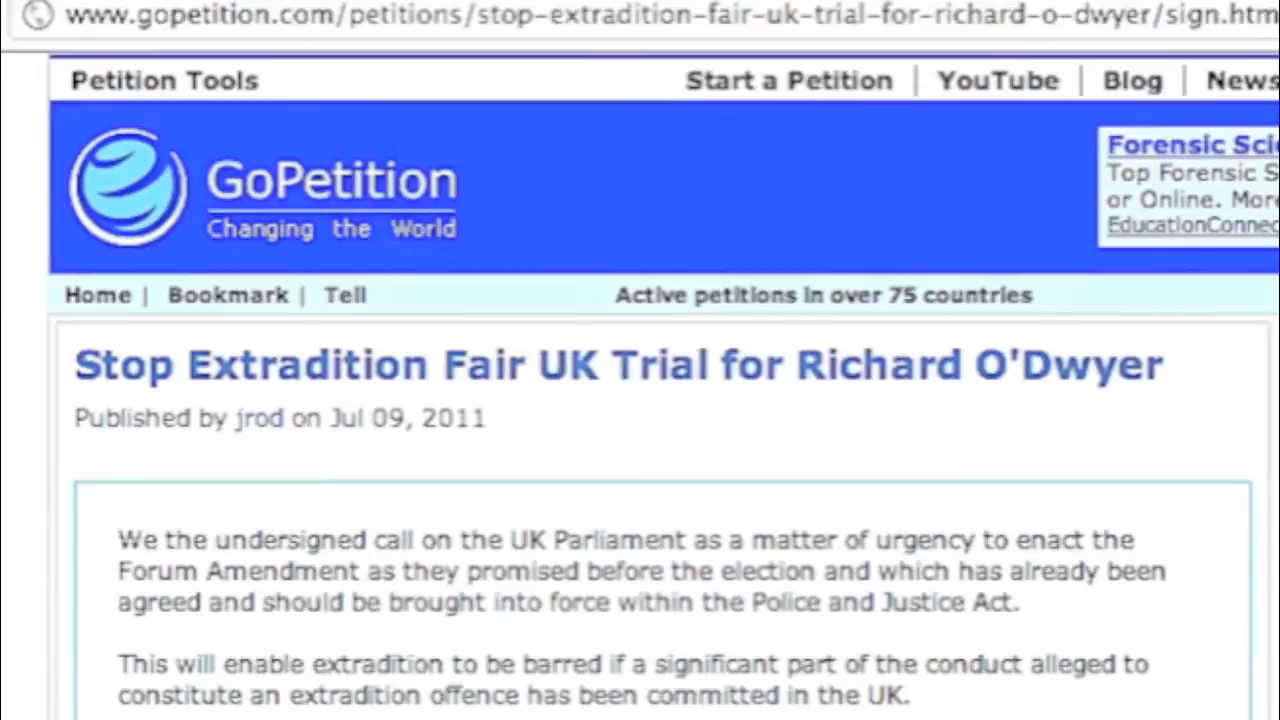 www.gopetition.com/petitions/stop-extradition-fair-uk-trial-for-richard-o-dwyer/sign.htm
Petition Tools Start a Petition | YouTube | Blog | News
GoPetition
Changing the World
Forensic Sci
Top Forensic S
or Online. More
EducationConnec
Home | Bookmark | Tell Active petitions in over 75 countries
Stop Extradition Fair UK Trial for Richard O'Dwyer
Published by jrod on Jul 09, 2011
We the undersigned call on the UK Parliament as a matter of urgency to enact the
Forum Amendment as they promised before the election and which has already been
agreed and should be brought into force within the Police and Justice Act.
This will enable extradition to be barred if a significant part of the conduct alleged to
constitute an extradition offence has been committed in the UK.